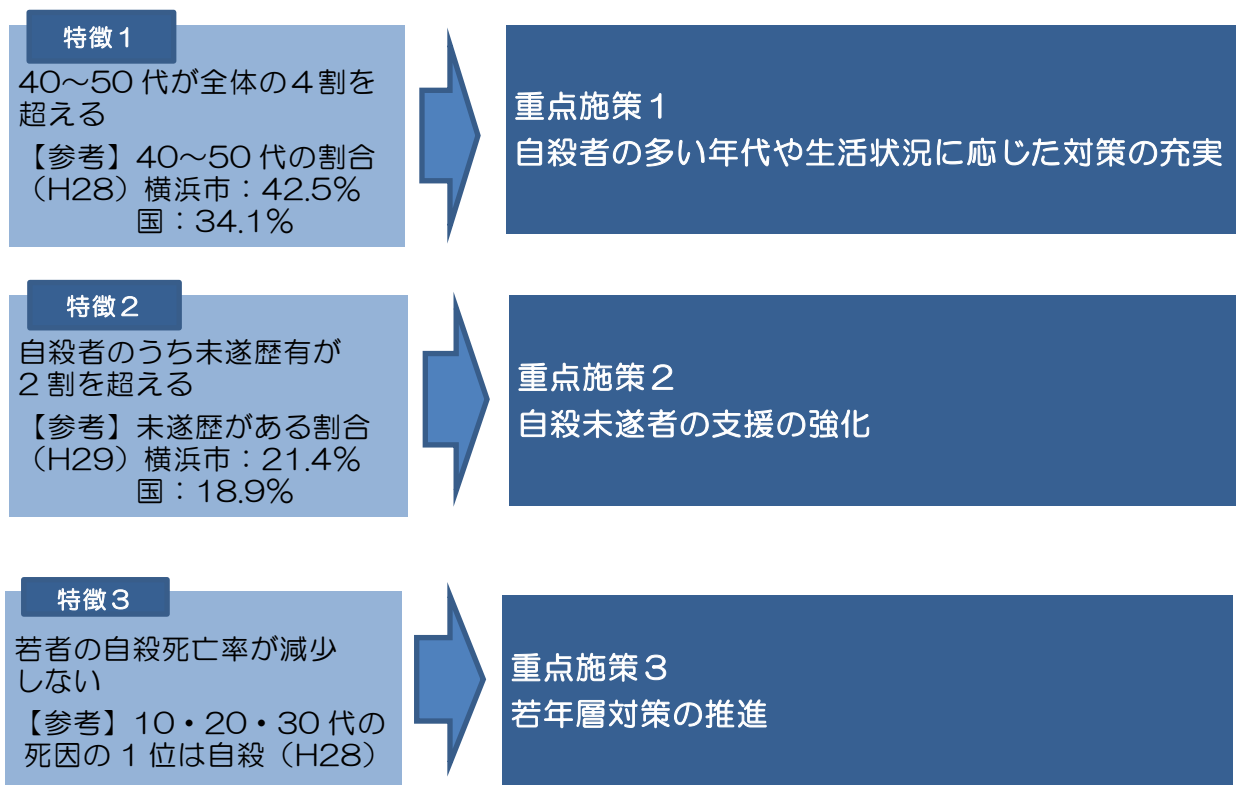 特徴1
40～50代が全体の4割を
超える
【参考】40～50代の割合
（H28）横浜市：42.5％
国：34.1％
重点施策1
自殺者の多い年代や生活状況に応じた対策の充実
特徴2
自殺者のうち未遂歴有が
2割を超える
【参考】未遂歴がある割合
（H29）横浜市：21.4％
国：18.9％
重点施策2
自殺未遂者の支援の強化
特徴3
若者の自殺死亡率が減少
しない
【参考】10・20・30代の
死因の1位は自殺（H28）
重点施策3
若年層対策の推進